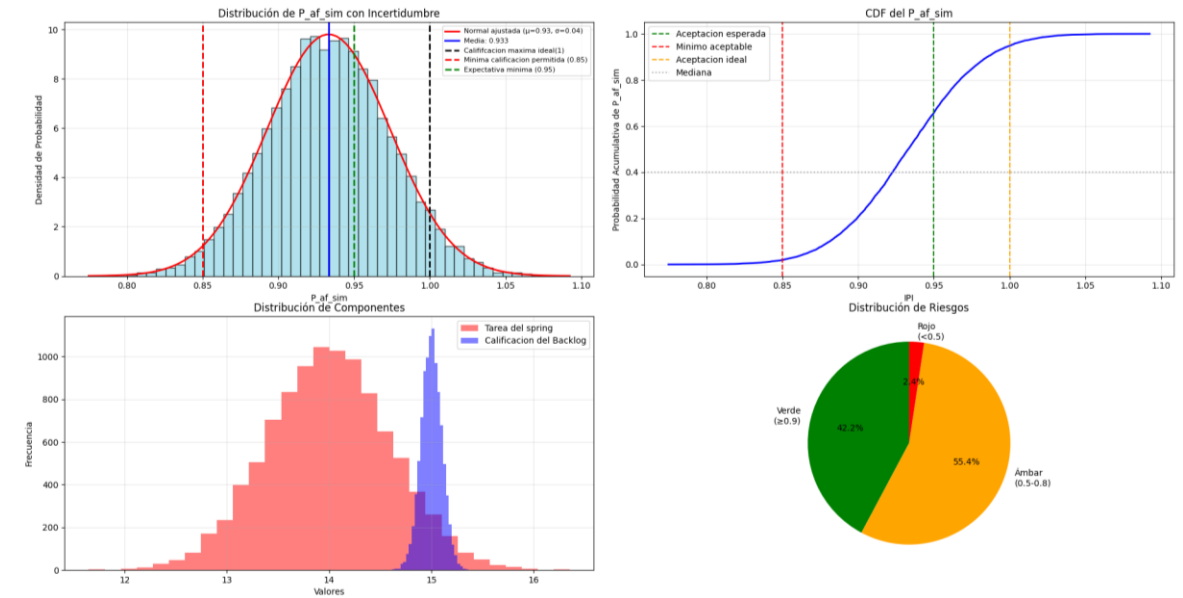 Distribución de P_af_sim con Incertidumbre
Densidad de Probabilidad
10
8
6
4
2
0
Normal ajustada (μ=0.93, σ=0.04)
Media: 0.933
Calififcacion maxima ideal(1)
Minima calificacion permitida (0.85)
Expectativa minima (0.95)
0.80 0.85 0.90 0.95 1.00 1.05 1.10
P_af_sim
CDF del P_af_sim
Probabilidad Acumulativa de P_af_sim
1.0
0.8
0.6
0.4
0.2
0.0
Aceptacion esperada
Minimo aceptable
Aceptacion ideal
Mediana
0.80 0.85 0.90 0.95 1.00 1.05 1.10
IPI
Distribución de Componentes
Frecuencia
1000
800
600
400
200
0
Tarea del spring
Calificacion del Backlog
12 13 14 15 16
Valores
Distribución de Riesgos
Rojo
(<0.5)
2.4%
Verde
(≥0.9)
42.2%
55.4%
Ámbar
(0.5-0.8)